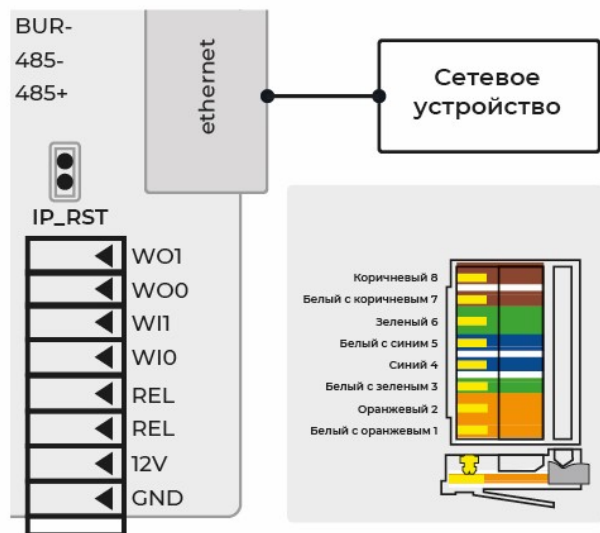 BUR-
485-
485+
ethernet
Сетевое
устройство
IP_RST
WO1
WO0
WI1
WI0
REL
REL
12V
GND
Коричневый 8
Белый с коричневым 7
Зеленый 6
Белый с синим 5
Синий 4
Белый с зеленым 3
Оранжевый 2
Белый с оранжевым 1